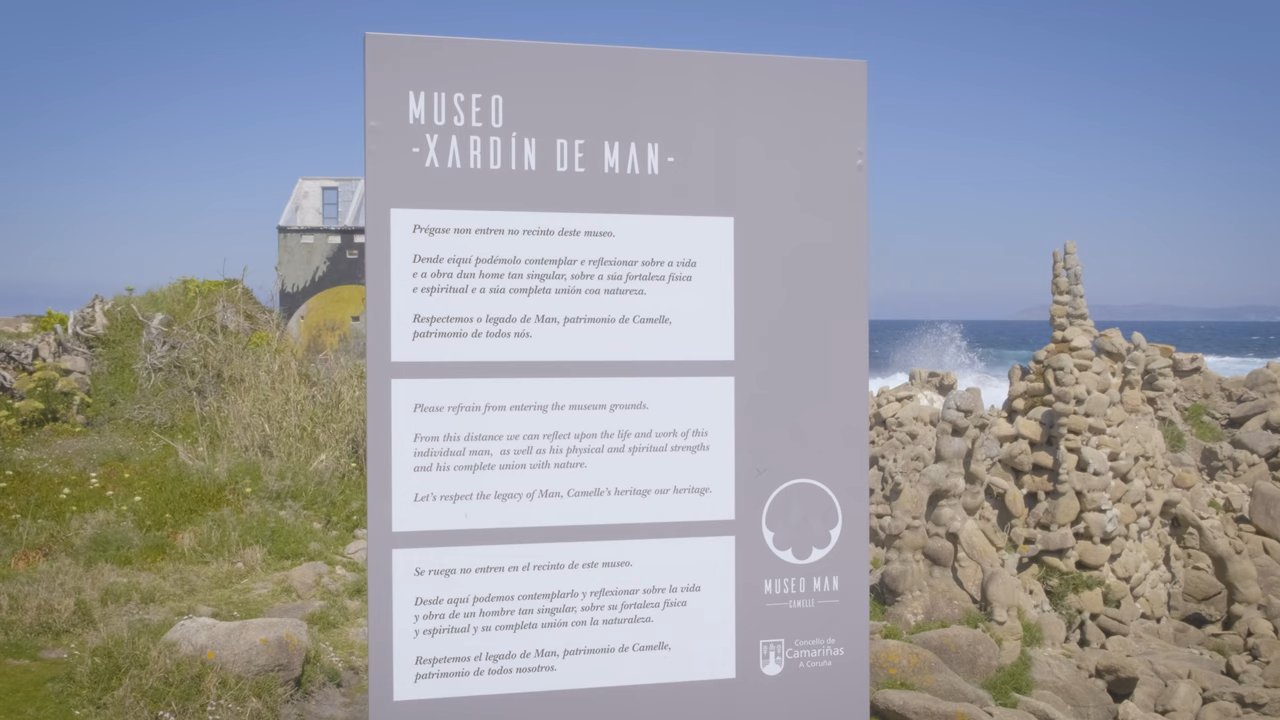 MUSEO
-XARDÍN DE MAN-
Prégase non entren no recinto deste museo.
Dende eiquí podémolo contemplar e reflexionar sobre a vida
e a obra dun home tan singular, sobre a súa fortaleza física
e espiritual e a súa completa unión coa natureza.
Respectemos o legado de Man, patrimonio de Camelle,
patrimonio de todos nós.
Please refrain from entering the museum grounds.
From this distance we can reflect upon the life and work of this
individual man, as well as his physical and spiritual strengths
and his complete union with nature.
Let's respect the legacy of Man, Camelle's heritage our heritage.
Se ruega no entren en el recinto de este museo.
Desde aquí podemos contemplarlo y reflexionar sobre la vida
y obra de un hombre tan singular, sobre su fortaleza física
y espiritual y su completa unión con la naturaleza.
Respetemos el legado de Man, patrimonio de Camelle,
patrimonio de todos nosotros.
MUSEO MAN
CAMELLE
Concello de
Camariñas
A Coruña